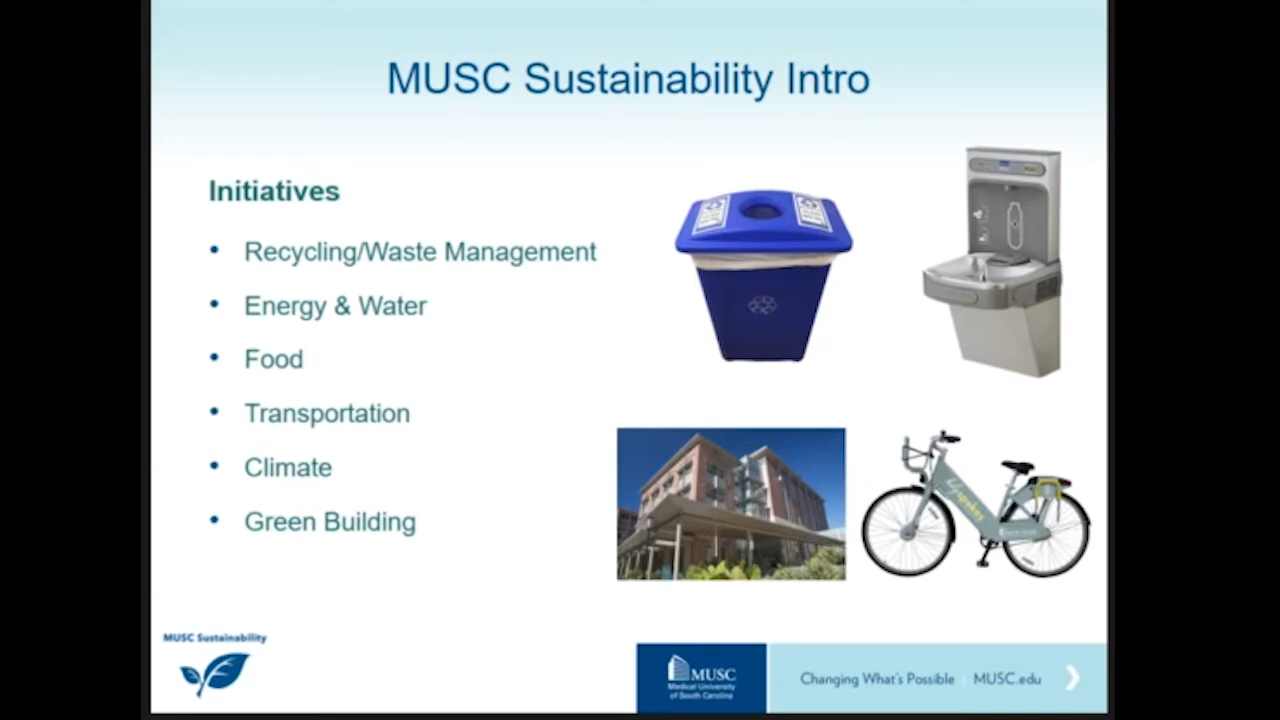 MUSC Sustainability Intro
Initiatives
• Recycling/Waste Management
• Energy & Water
• Food
• Transportation
• Climate
• Green Building
MUSC Sustainability
MUSC
Medical University
of South Carolina
Changing What's Possible | MUSC.edu